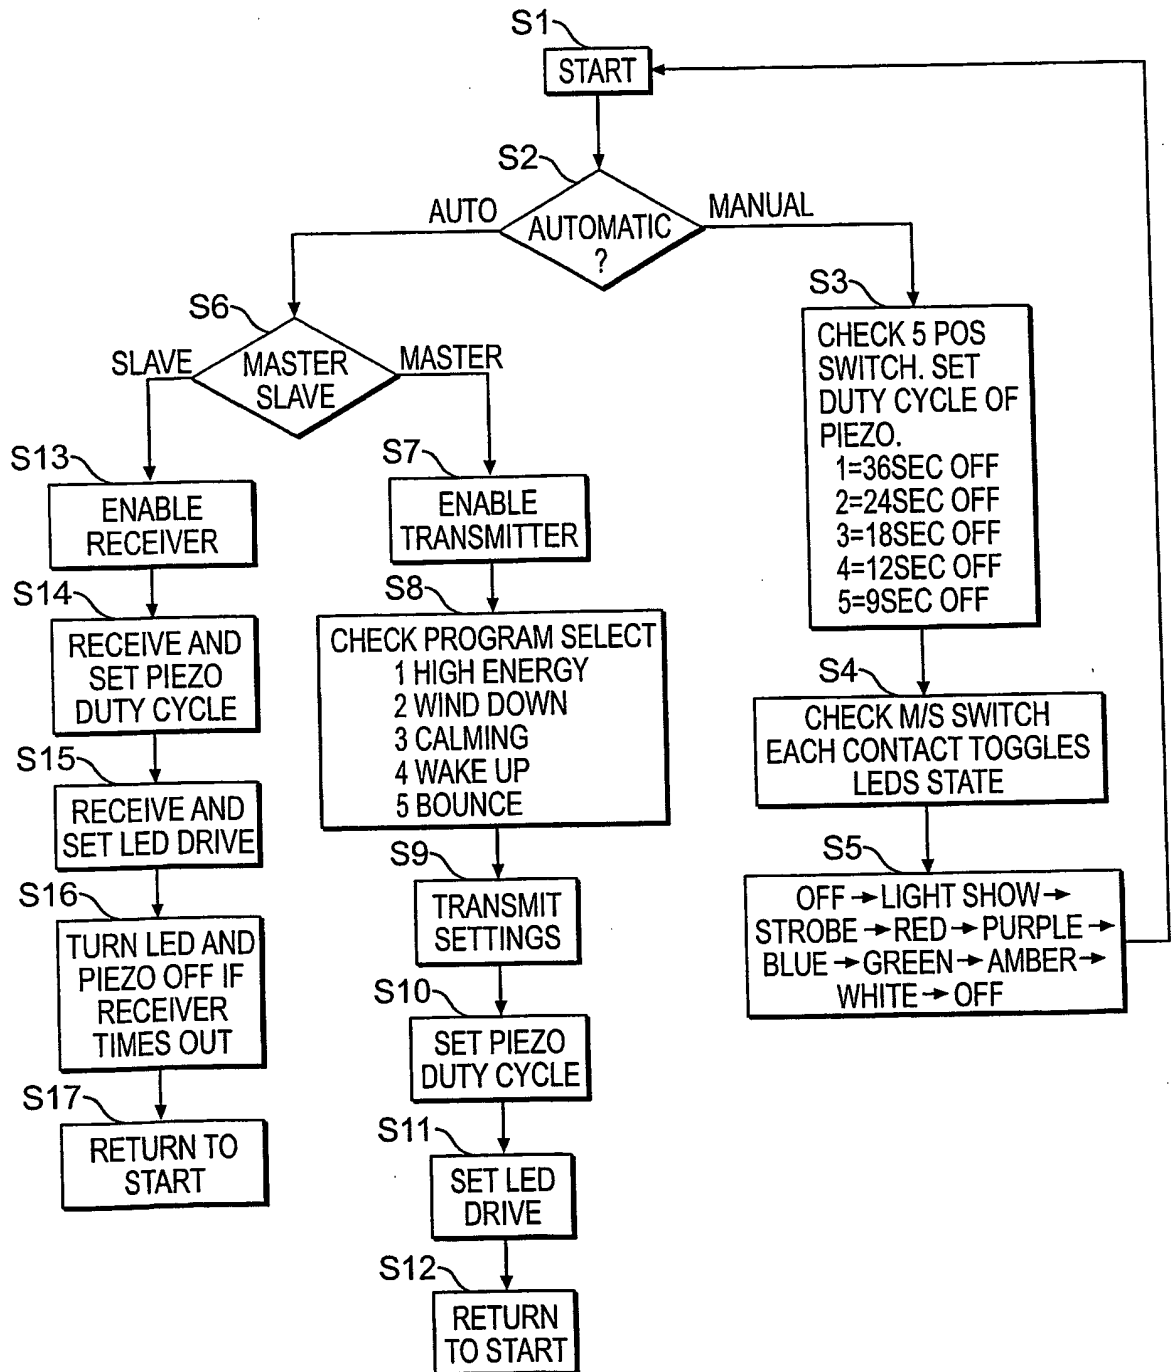 S1
START
S2
AUTO
AUTOMATIC
?
MANUAL
S3
CHECK 5 POS
SWITCH. SET
DUTY CYCLE OF
PIEZO.
1=36SEC OFF
2=24SEC OFF
3=18SEC OFF
4=12SEC OFF
5=9SEC OFF
S4
CHECK M/S SWITCH
EACH CONTACT TOGGLES
LEDS STATE
S5
OFF→LIGHT SHOW→
STROBE→RED→PURPLE→
BLUE→GREEN→AMBER→
WHITE→OFF
S6
SLAVE
MASTER
SLAVE
MASTER
S7
ENABLE
TRANSMITTER
S8
CHECK PROGRAM SELECT
1 HIGH ENERGY
2 WIND DOWN
3 CALMING
4 WAKE UP
5 BOUNCE
S9
TRANSMIT
SETTINGS
S10
SET PIEZO
DUTY CYCLE
S11
SET LED
DRIVE
S12
RETURN
TO START
S13
ENABLE
RECEIVER
S14
RECEIVE AND
SET PIEZO
DUTY CYCLE
S15
RECEIVE AND
SET LED DRIVE
S16
TURN LED AND
PIEZO OFF IF
RECEIVER
TIMES OUT
S17
RETURN TO
START